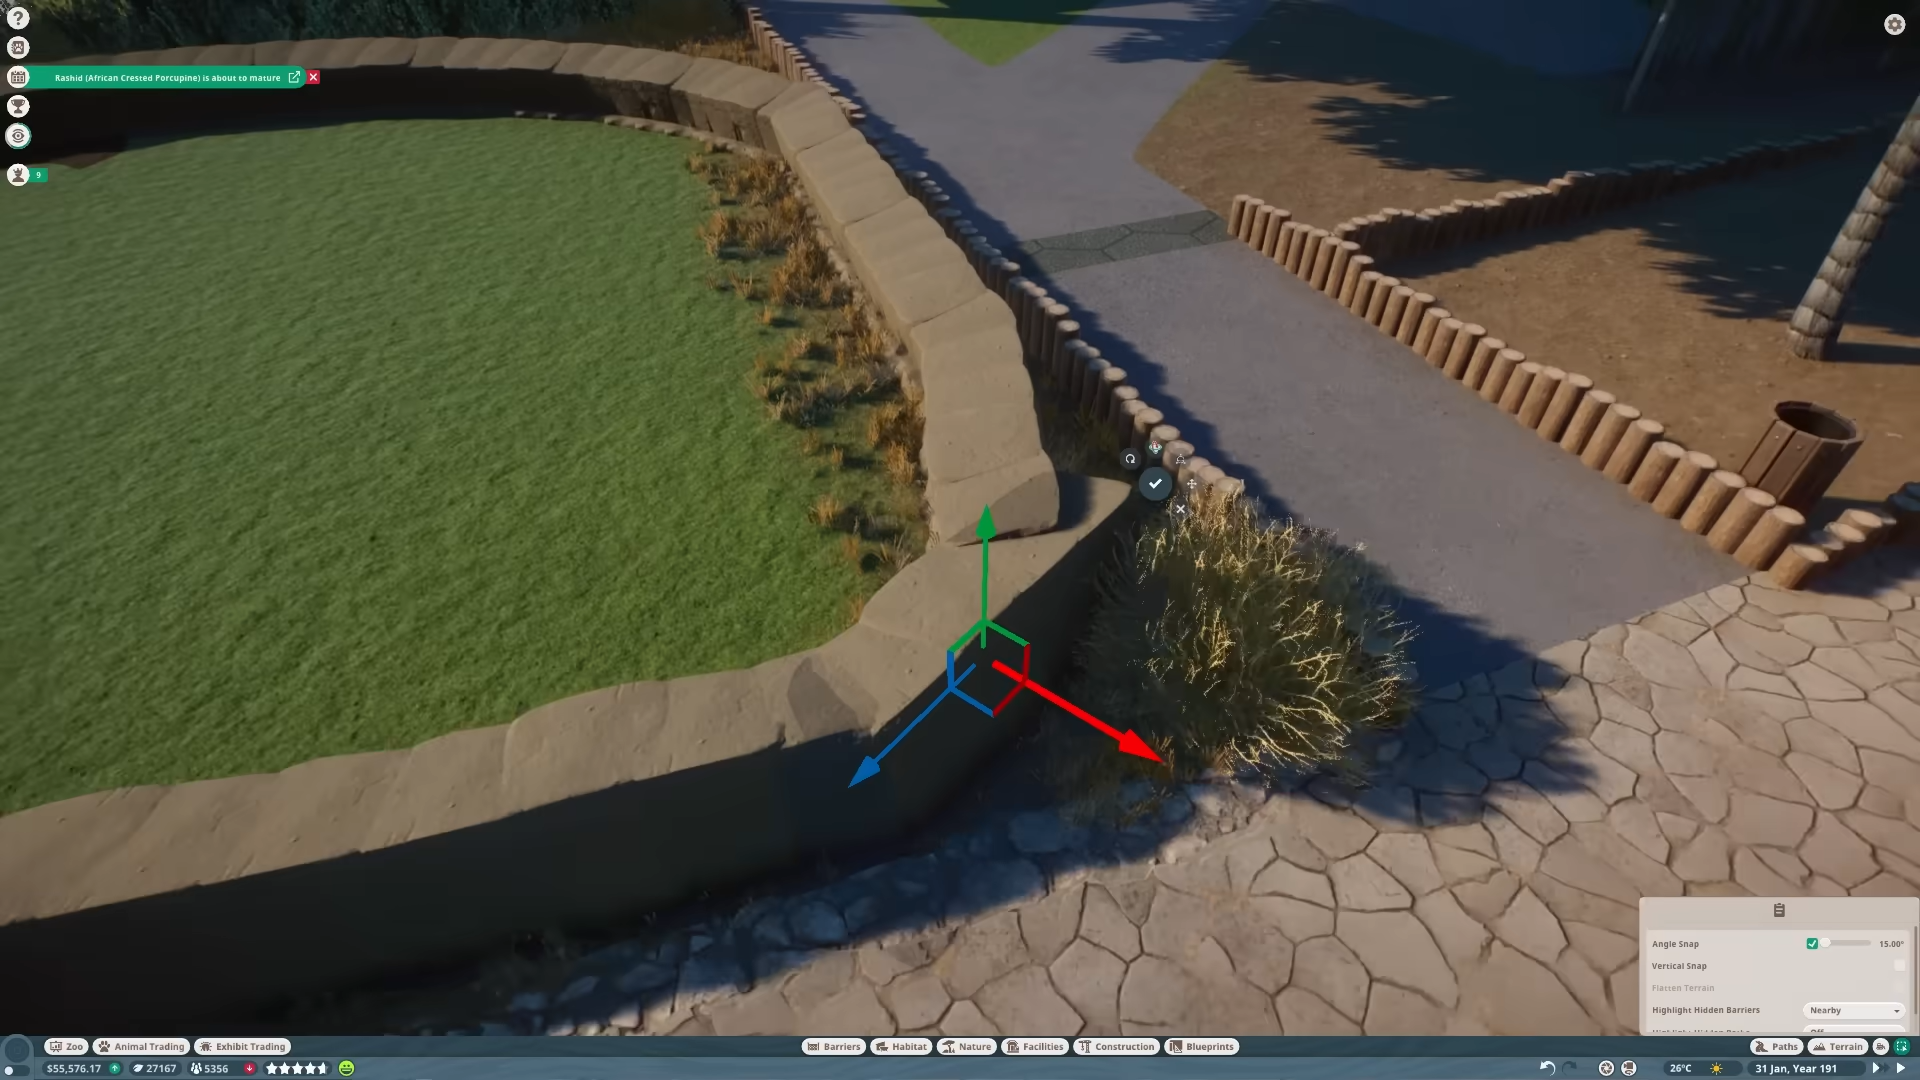 ?
Rashid (African Crested Porcupine) is about to mature
9
Angle Snap 15.00°
Vertical Snap
Flatten Terrain
Highlight Hidden Barriers Nearby
Zoo Animal Trading Exhibit Trading Barriers Habitat Nature Facilities Construction Blueprints Paths Terrain
$55,576.17 27167 5356 26°C 31 Jan, Year 191